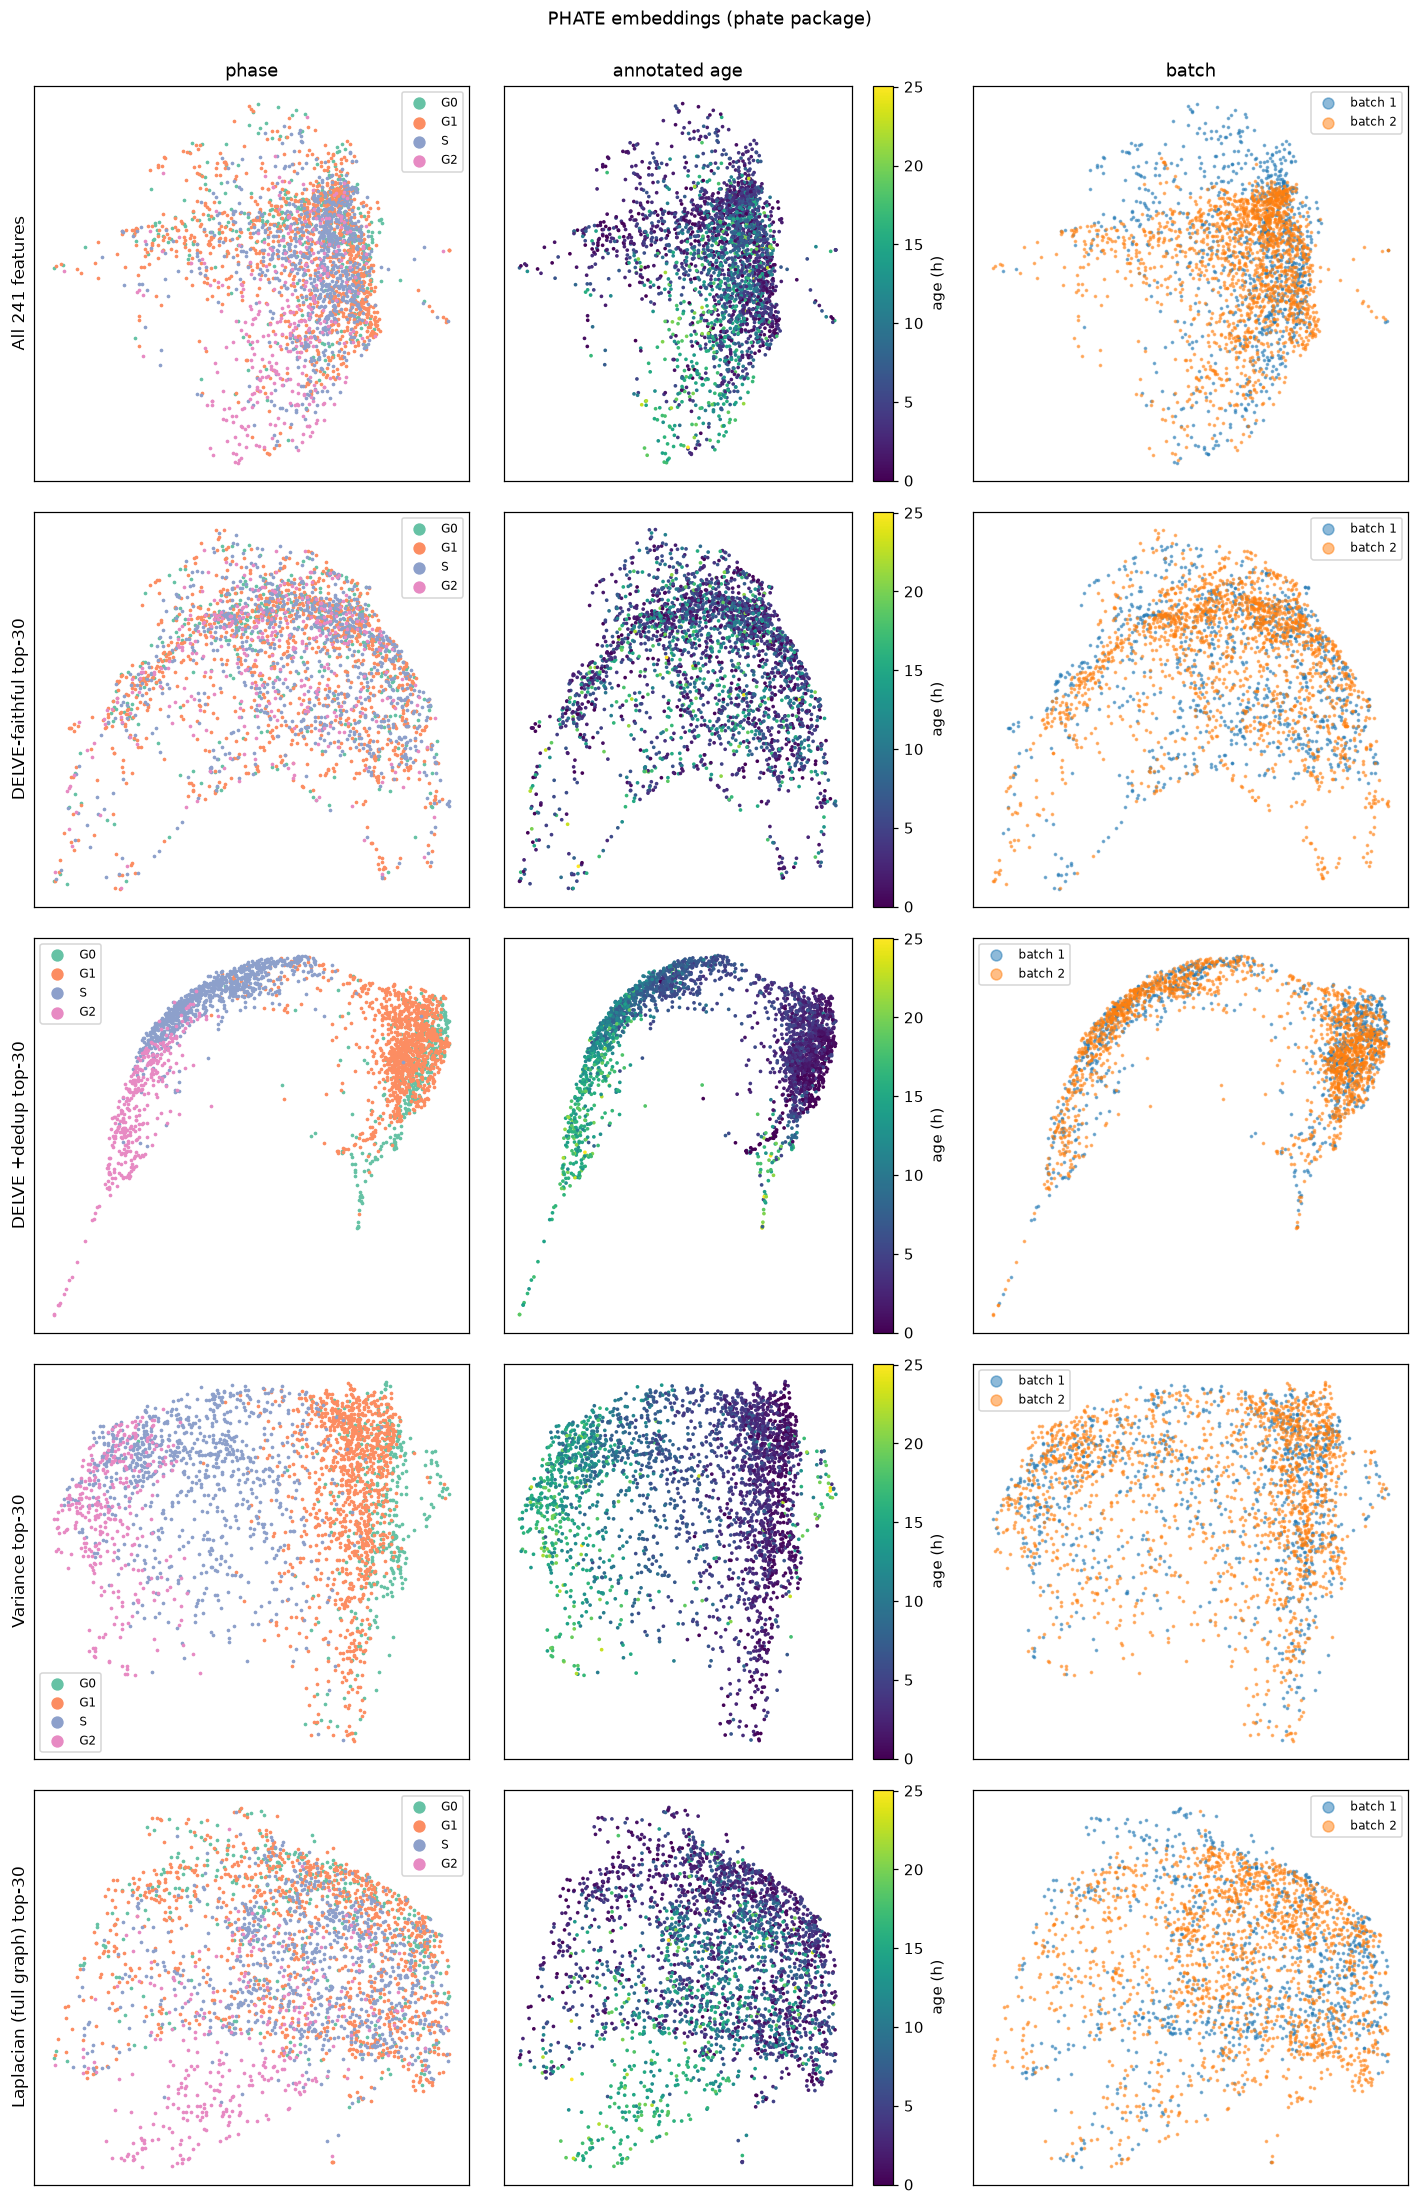 PHATE embeddings (phate package)
phase
annotated age
batch
All 241 features
G0
G1
S
G2
25
20
15
10
5
0
age (h)
batch 1
batch 2
DELVE-faithful top-30
G0
G1
S
G2
25
20
15
10
5
0
age (h)
batch 1
batch 2
DELVE +dedup top-30
G0
G1
S
G2
25
20
15
10
5
0
age (h)
batch 1
batch 2
Variance top-30
G0
G1
S
G2
25
20
15
10
5
0
age (h)
batch 1
batch 2
Laplacian (full graph) top-30
G0
G1
S
G2
25
20
15
10
5
0
age (h)
batch 1
batch 2